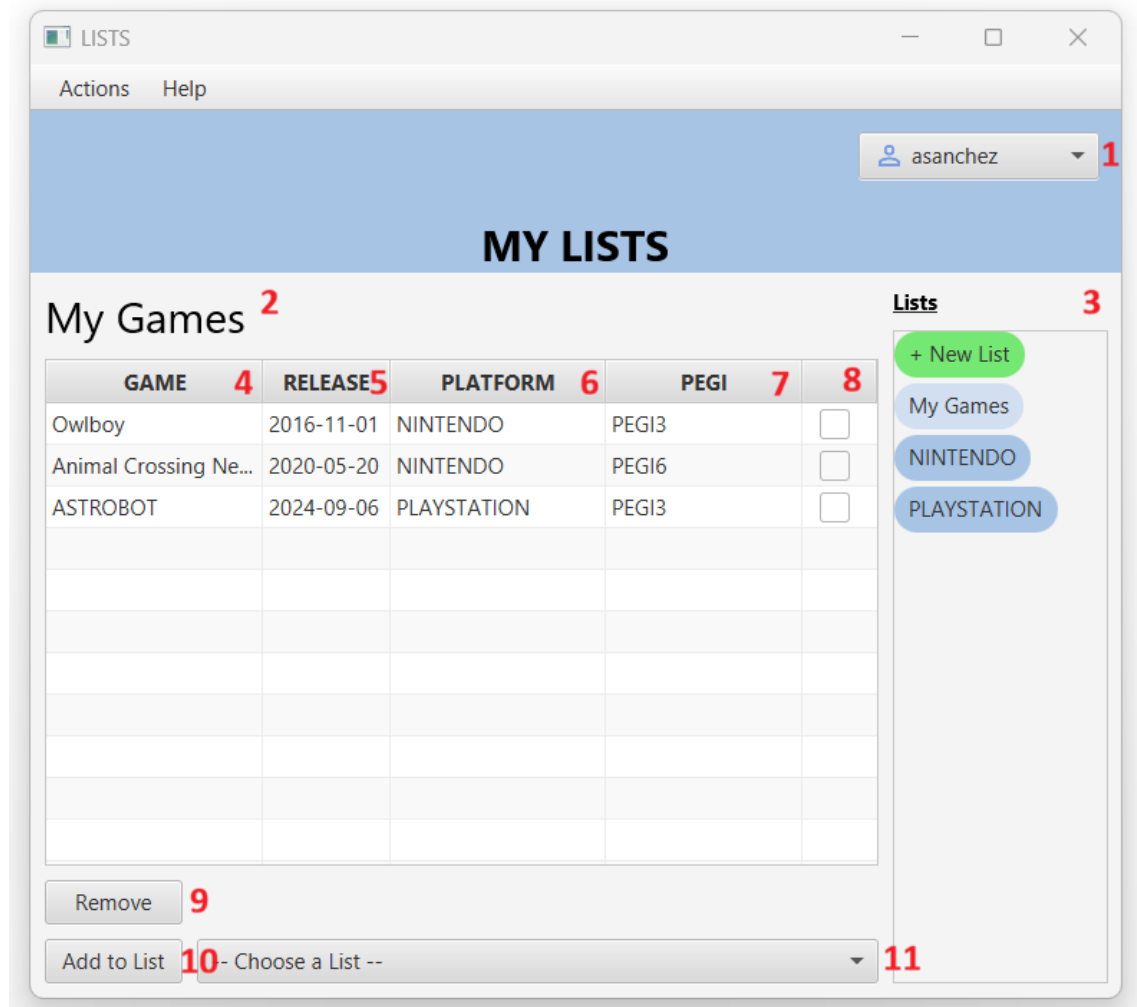 LISTS
Actions Help
asanchez 1
MY LISTS
My Games 2
Lists 3
GAME 4 RELEASE 5 PLATFORM 6 PEGI 7 8
Owlboy 2016-11-01 NINTENDO PEGI3
Animal Crossing Ne... 2020-05-20 NINTENDO PEGI6
ASTROBOT 2024-09-06 PLAYSTATION PEGI3
+ New List
My Games
NINTENDO
PLAYSTATION
Remove 9
Add to List 10 -- Choose a List -- 11